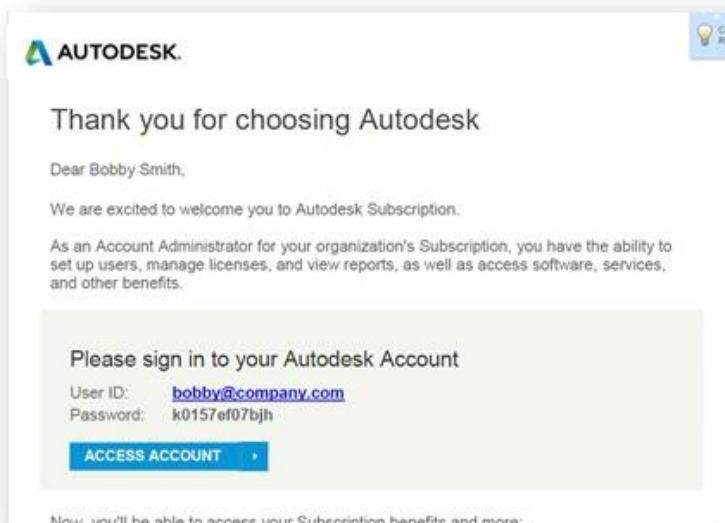 AUTODESK.
Thank you for choosing Autodesk
Dear Bobby Smith,
We are excited to welcome you to Autodesk Subscription.
As an Account Administrator for your organization's Subscription, you have the ability to
set up users, manage licenses, and view reports, as well as access software, services,
and other benefits.
Please sign in to your Autodesk Account
User ID: bobby@company.com
Password: k0157ef07bjh
ACCESS ACCOUNT
Now, you'll be able to access your Subscription benefits and more: